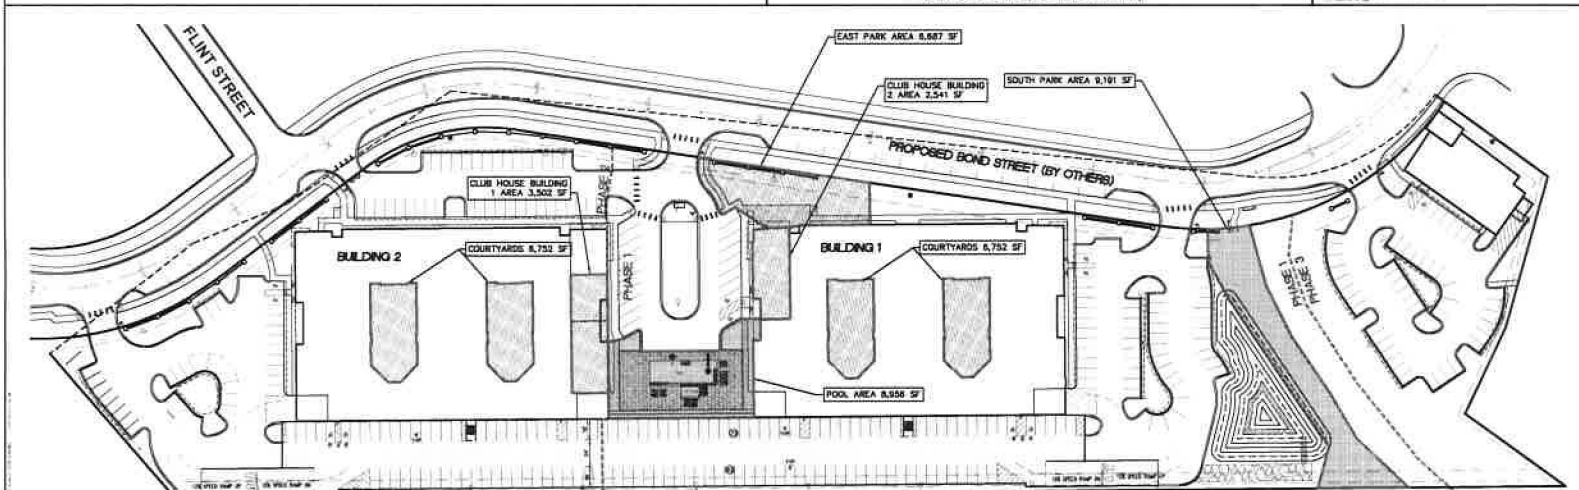 FLINT STREET
EAST PARK AREA 6,687 SF
CLUB HOUSE BUILDING
2 AREA 2,541 SF
SOUTH PARK AREA 9,191 SF
PROPOSED BOND STREET (BY OTHERS)
CLUB HOUSE BUILDING
1 AREA 3,502 SF
PHASE 2
PHASE 1
BUILDING 2
COURTYARDS 6,752 SF
BUILDING 1
COURTYARDS 6,752 SF
PHASE 1
PHASE 3
POOL AREA 8,958 SF